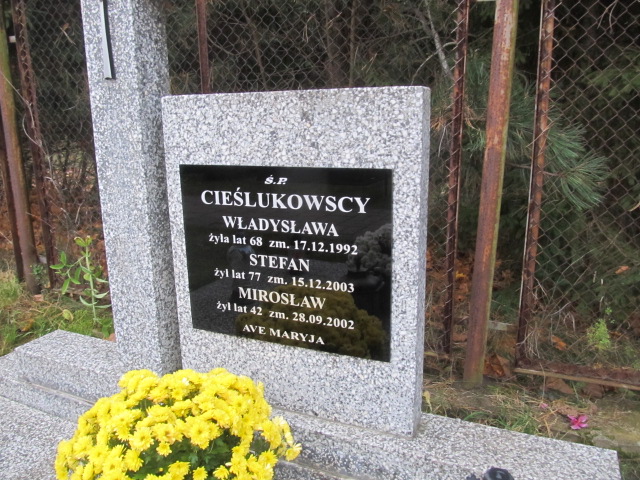 Ś.P.
CIEŚLUKOWSCY
WŁADYSŁAWA
żyła lat 68 zm. 17.12.1992
STEFAN
żył lat 77 zm. 15.12.2003
MIROSŁAW
żył lat 42 zm. 28.09.2002
AVE MARYJA